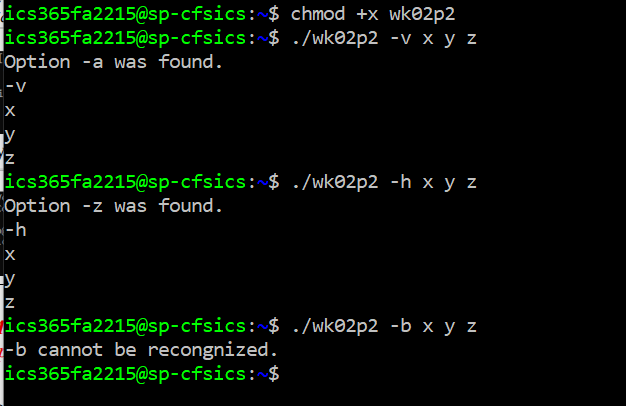 ics365fa2215@sp-cfsics:~$ chmod +x wk02p2
ics365fa2215@sp-cfsics:~$ ./wk02p2 -v x y z
Option -a was found.
-v
x
y
z
ics365fa2215@sp-cfsics:~$ ./wk02p2 -h x y z
Option -z was found.
-h
x
y
z
ics365fa2215@sp-cfsics:~$ ./wk02p2 -b x y z
-b cannot be recongnized.
ics365fa2215@sp-cfsics:~$